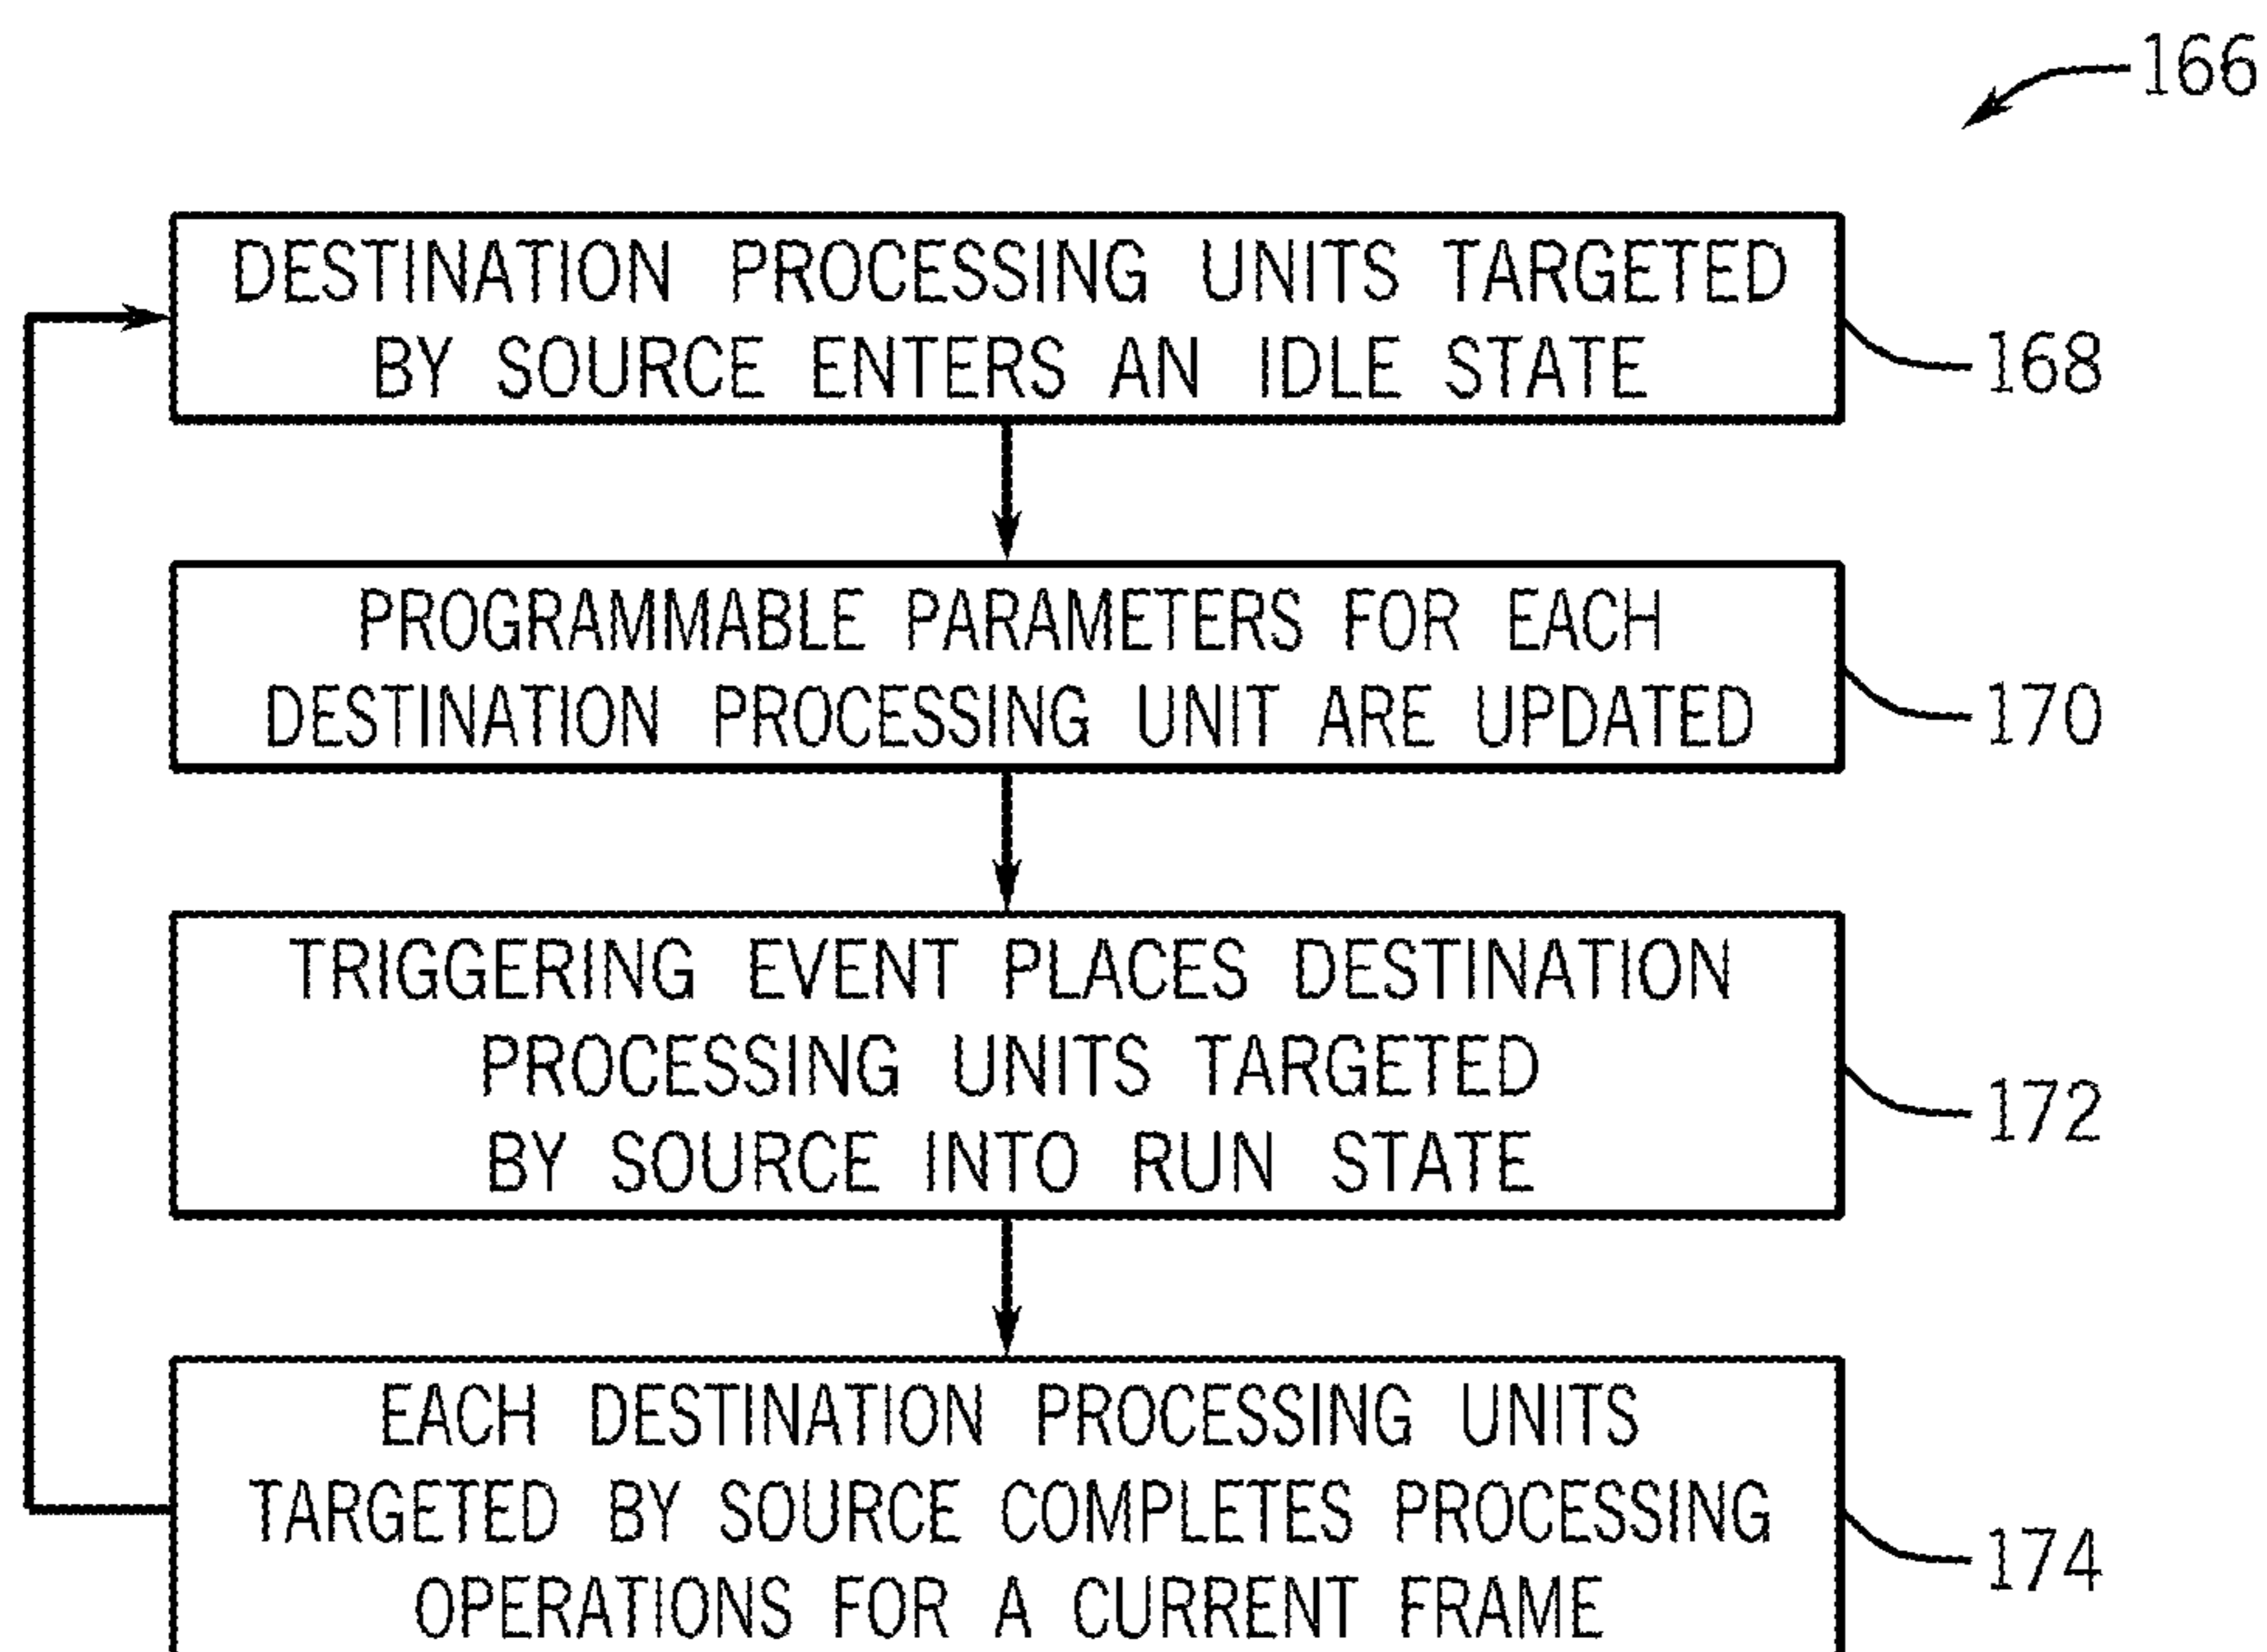 166
DESTINATION PROCESSING UNITS TARGETED
BY SOURCE ENTERS AN IDLE STATE
168
PROGRAMMABLE PARAMETERS FOR EACH
DESTINATION PROCESSING UNIT ARE UPDATED
170
TRIGGERING EVENT PLACES DESTINATION
PROCESSING UNITS TARGETED
BY SOURCE INTO RUN STATE
172
EACH DESTINATION PROCESSING UNITS
TARGETED BY SOURCE COMPLETES PROCESSING
OPERATIONS FOR A CURRENT FRAME
174